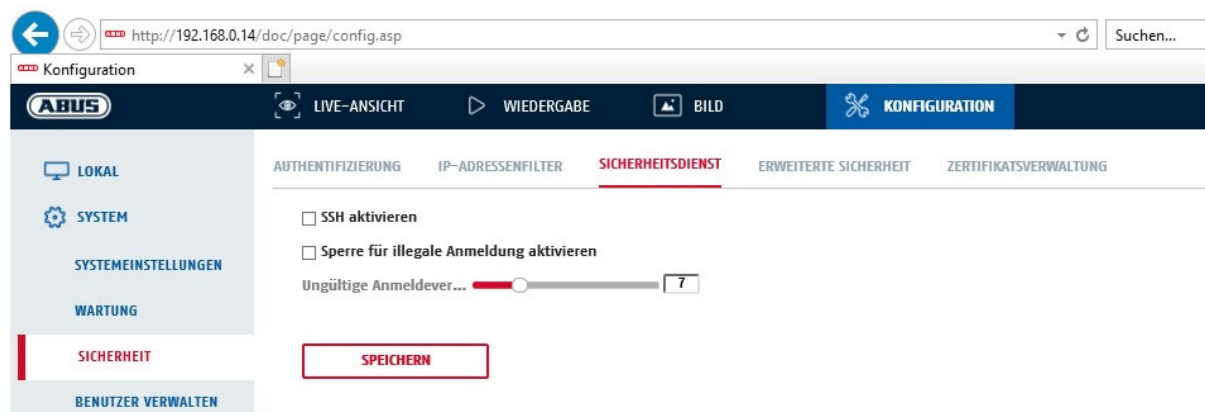 http://192.168.0.14/doc/page/config.asp
Suchen...
Konfiguration
ABUS
LIVE-ANSICHT
WIEDERGABE
BILD
KONFIGURATION
LOKAL
SYSTEM
SYSTEMEINSTELLUNGEN
WARTUNG
SICHERHEIT
BENUTZER VERWALTEN
AUTHENTIFIZIERUNG
IP-ADRESSENFILTER
SICHERHEITSDIENST
ERWEITERTE SICHERHEIT
ZERTIFIKATSVERWALTUNG
SSH aktivieren
Sperre für illegale Anmeldung aktivieren
Ungültige Anmeldever... 7
SPEICHERN